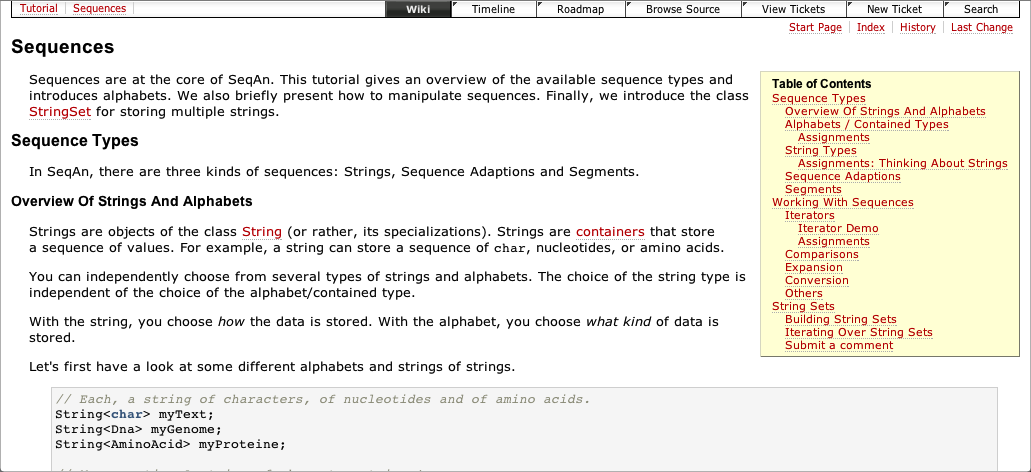 Tutorial Sequences
Wiki Timeline Roadmap Browse Source View Tickets New Ticket Search
Start Page Index History Last Change
Sequences
Sequences are at the core of SeqAn. This tutorial gives an overview of the available sequence types and
introduces alphabets. We also briefly present how to manipulate sequences. Finally, we introduce the class
StringSet for storing multiple strings.
Sequence Types
In SeqAn, there are three kinds of sequences: Strings, Sequence Adaptions and Segments.
Overview Of Strings And Alphabets
Strings are objects of the class String (or rather, its specializations). Strings are containers that store
a sequence of values. For example, a string can store a sequence of char, nucleotides, or amino acids.
You can independently choose from several types of strings and alphabets. The choice of the string type is
independent of the choice of the alphabet/contained type.
With the string, you choose how the data is stored. With the alphabet, you choose what kind of data is
stored.
Let's first have a look at some different alphabets and strings of strings.
// Each, a string of characters, of nucleotides and of amino acids.
String<char> myText;
String<Dna> myGenome;
String<AminoAcid> myProteine;
Table of Contents
Sequence Types
Overview Of Strings And Alphabets
Alphabets / Contained Types
Assignments
String Types
Assignments: Thinking About Strings
Sequence Adaptions
Segments
Working With Sequences
Iterators
Iterator Demo
Assignments
Comparisons
Expansion
Conversion
Others
String Sets
Building String Sets
Iterating Over String Sets
Submit a comment